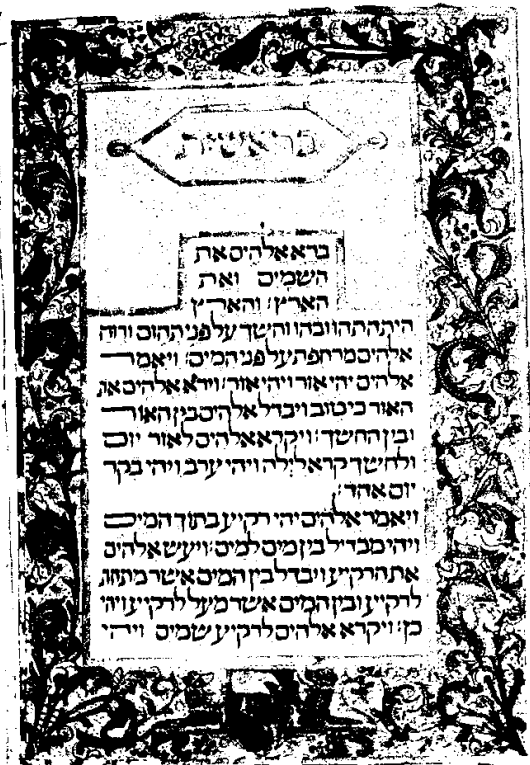 בראשית
ברא אלהים את
השמים ואת
הארץ׃ והארץ
היתה תהו ובהו וחשך על פני תהום ורוח
אלהים מרחפת על פני המים׃ ויאמר
אלהים יהי אור ויהי אור׃ וירא אלהים את
האור כי טוב ויבדל אלהים בין האור
ובין החשך׃ ויקרא אלהים לאור יום
ולחשך קרא לילה ויהי ערב ויהי בקר
יום אחד׃
ויאמר אלהים יהי רקיע בתוך המים
ויהי מבדיל בין מים למים׃ ויעש אלהים
את הרקיע ויבדל בין המים אשר מתחת
לרקיע ובין המים אשר מעל לרקיע ויהי
כן׃ ויקרא אלהים לרקיע שמים ויהי